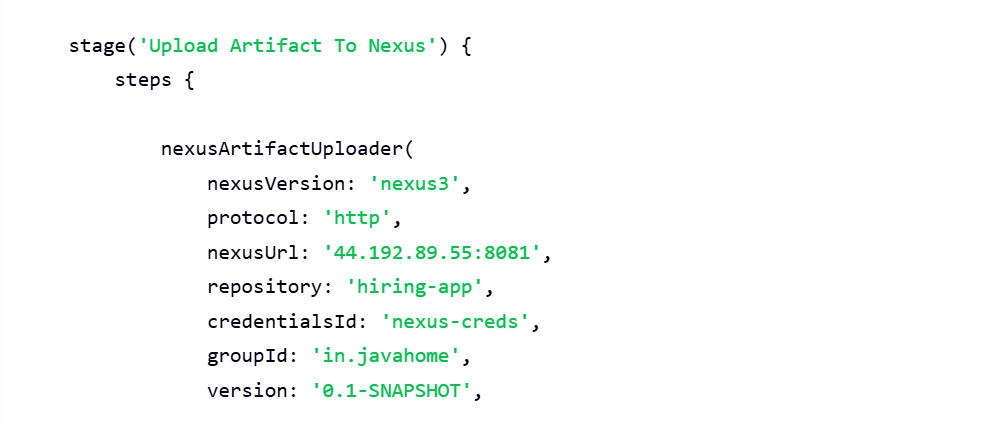 stage('Upload Artifact To Nexus') {
steps {
nexusArtifactUploader(
nexusVersion: 'nexus3',
protocol: 'http',
nexusUrl: '44.192.89.55:8081',
repository: 'hiring-app',
credentialsId: 'nexus-creds',
groupId: 'in.javahome',
version: '0.1-SNAPSHOT',